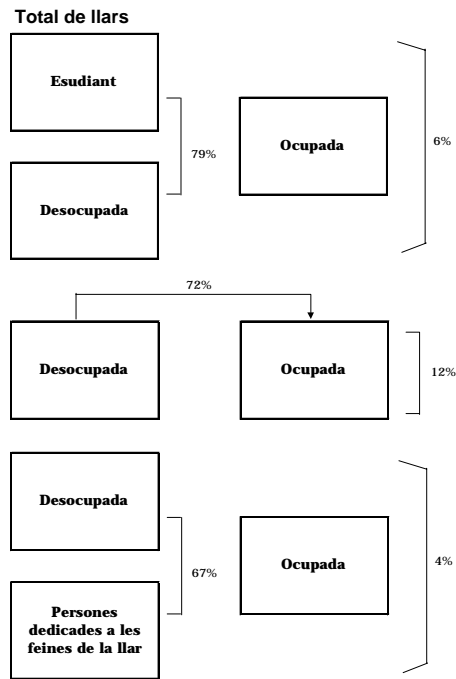 Total de llars
Esudiant
79%
Ocupada
6%
Desocupada
72%
Desocupada
Ocupada
12%
Desocupada
67%
Ocupada
4%
Persones
dedicades a les
feines de la llar